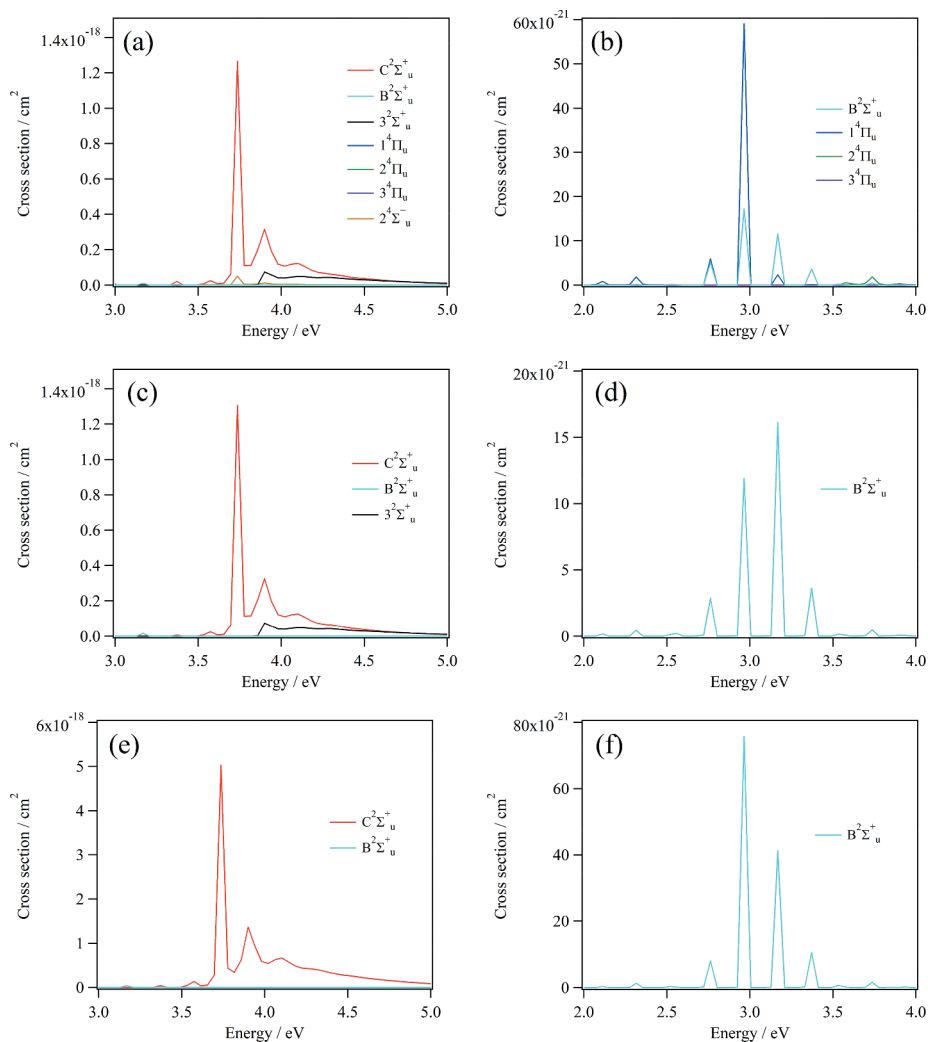 (a)
1.4x10⁻¹⁸
1.2
1.0
0.8
0.6
0.4
0.2
0.0
Cross section / cm²
3.0 3.5 4.0 4.5 5.0
Energy / eV
C²Σ⁺ᵤ
B²Σ⁺ᵤ
3²Σ⁺ᵤ
1⁴Πᵤ
2⁴Πᵤ
3⁴Πᵤ
2⁴Σ⁻ᵤ
(b)
60x10⁻²¹
50
40
30
20
10
0
Cross section / cm²
2.0 2.5 3.0 3.5 4.0
Energy / eV
B²Σ⁺ᵤ
1⁴Πᵤ
2⁴Πᵤ
3⁴Πᵤ
(c)
1.4x10⁻¹⁸
1.2
1.0
0.8
0.6
0.4
0.2
0.0
Cross section / cm²
3.0 3.5 4.0 4.5 5.0
Energy / eV
C²Σ⁺ᵤ
B²Σ⁺ᵤ
3²Σ⁺ᵤ
(d)
20x10⁻²¹
15
10
5
0
Cross section / cm²
2.0 2.5 3.0 3.5 4.0
Energy / eV
B²Σ⁺ᵤ
(e)
6x10⁻¹⁸
5
4
3
2
1
0
Cross section / cm²
3.0 3.5 4.0 4.5 5.0
Energy / eV
C²Σ⁺ᵤ
B²Σ⁺ᵤ
(f)
80x10⁻²¹
60
40
20
0
Cross section / cm²
2.0 2.5 3.0 3.5 4.0
Energy / eV
B²Σ⁺ᵤ